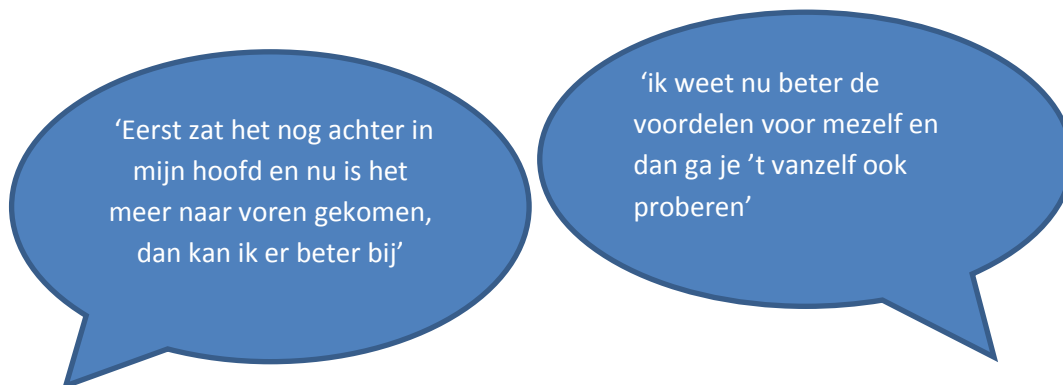 ‘Eerst zat het nog achter in
mijn hoofd en nu is het
meer naar voren gekomen,
dan kan ik er beter bij’
‘ik weet nu beter de
voordelen voor mezelf en
dan ga je ’t vanzelf ook
proberen’